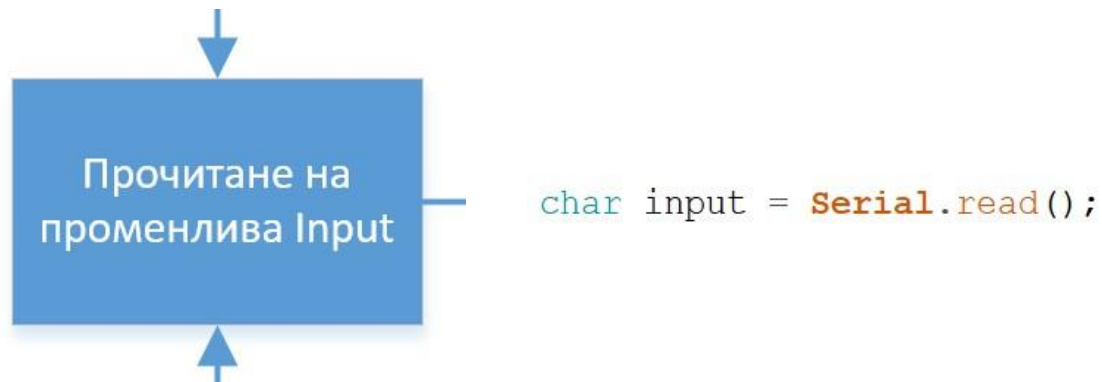 Прочитане на
променлива Input
char input = Serial.read();